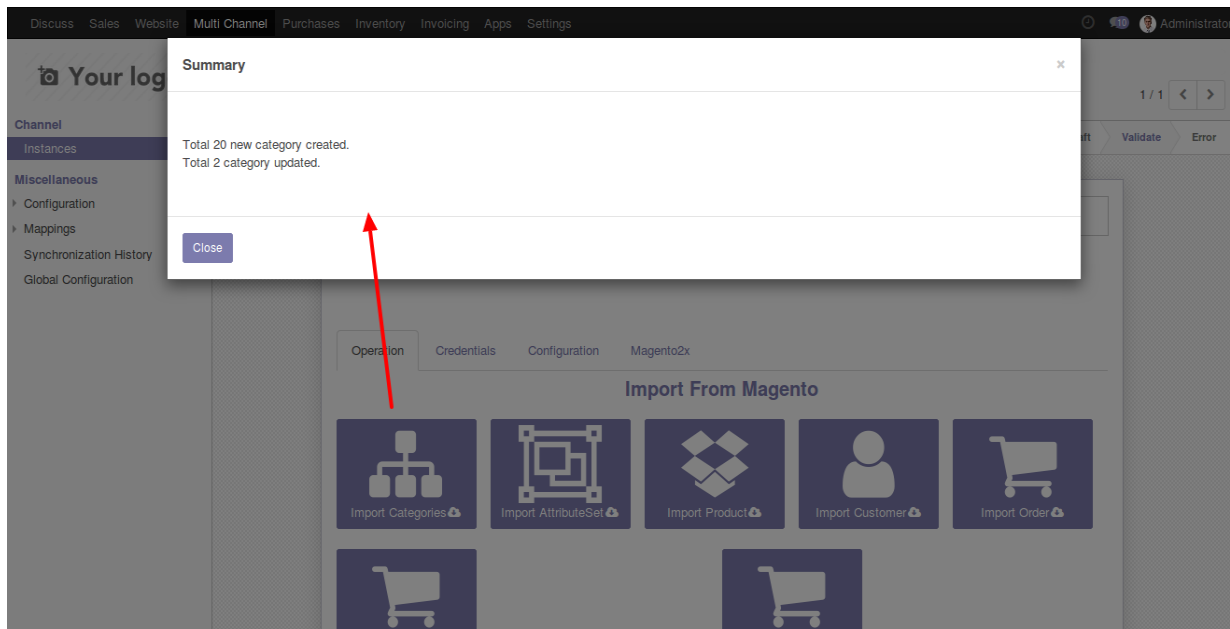 Discuss Sales Website Multi Channel Purchases Inventory Invoicing Apps Settings 10 Administrator
Your log
Summary ×
1 / 1
Total 20 new category created.
Total 2 category updated.
Close
Channel
Instances
Miscellaneous
Configuration
Mappings
Synchronization History
Global Configuration
aft Validate Error
Operation Credentials Configuration Magento2x
Import From Magento
Import Categories Import AttributeSet Import Product Import Customer Import Order